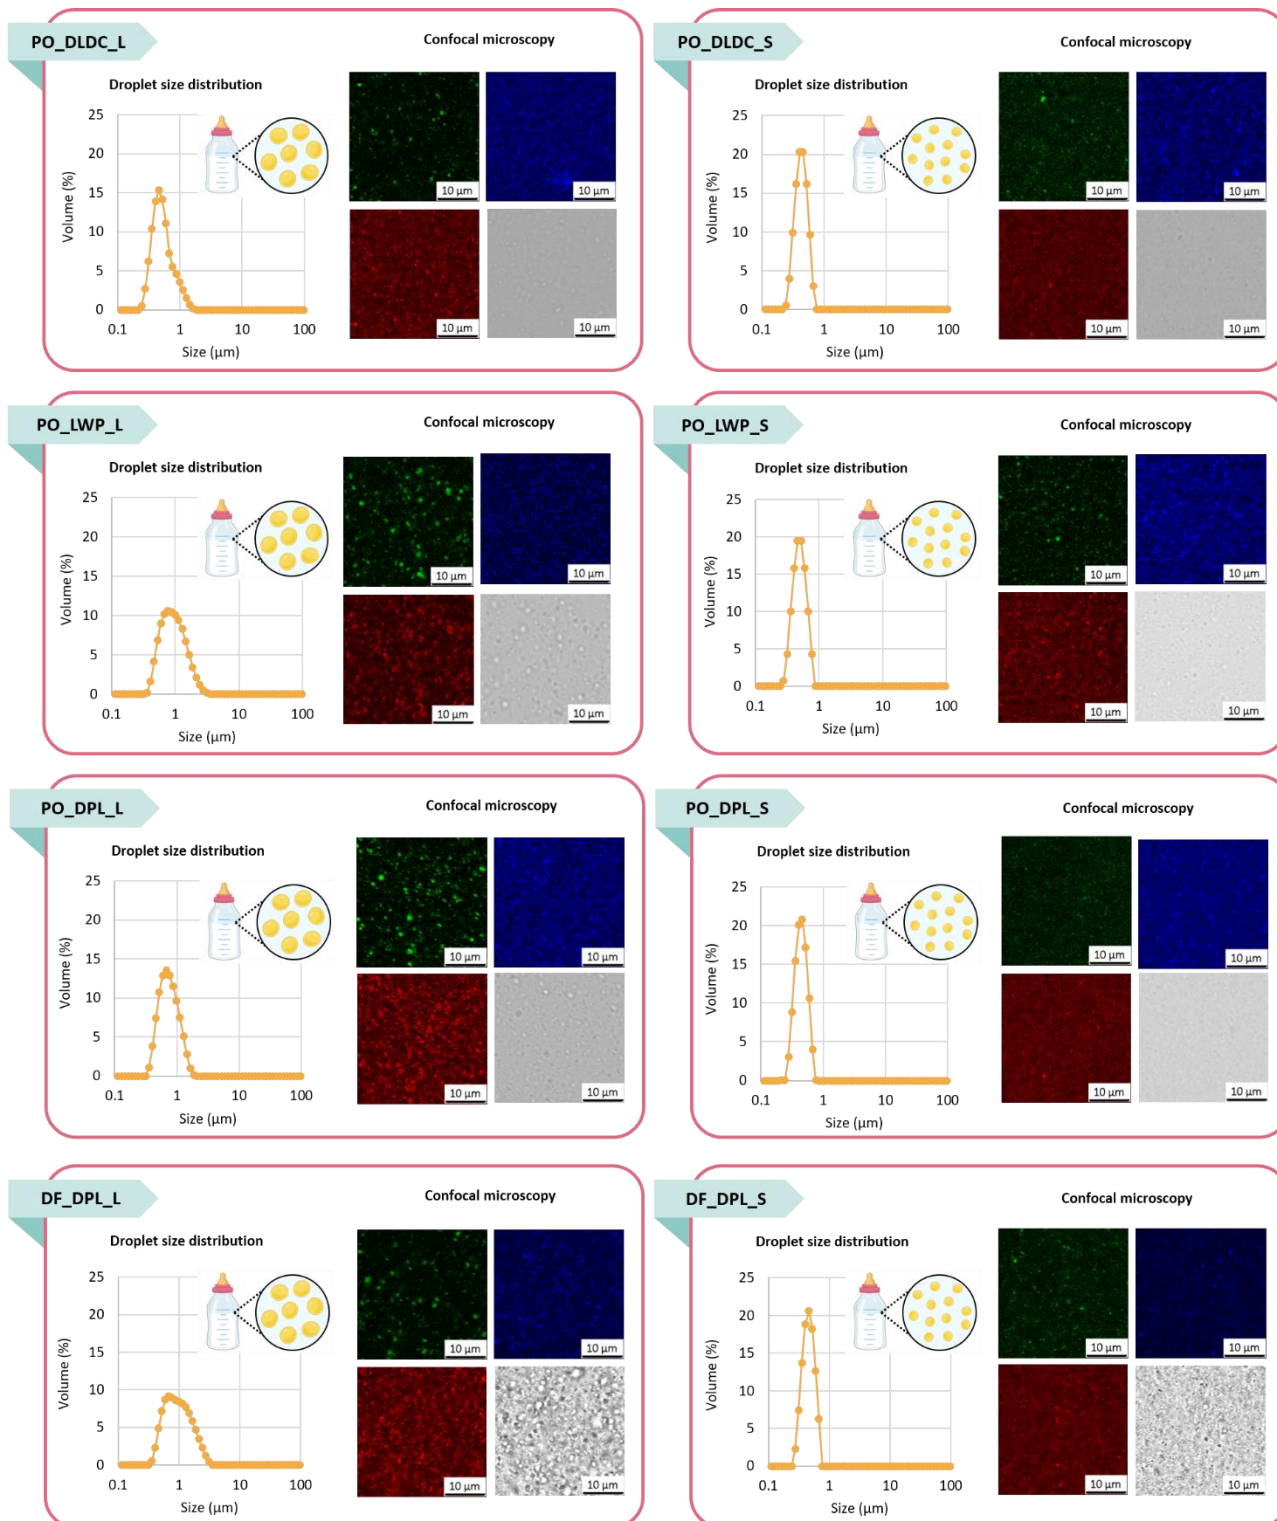 PO_DLDC_L
Confocal microscopy
Droplet size distribution
25
20
15
10
5
0
Volume (%)
0.1 1 10 100
Size (µm)
10 µm
10 µm
10 µm
10 µm
PO_DLDC_S
Confocal microscopy
Droplet size distribution
25
20
15
10
5
0
Volume (%)
0.1 1 10 100
Size (µm)
10 µm
10 µm
10 µm
10 µm
PO_LWP_L
Confocal microscopy
Droplet size distribution
25
20
15
10
5
0
Volume (%)
0.1 1 10 100
Size (µm)
10 µm
10 µm
10 µm
10 µm
PO_LWP_S
Confocal microscopy
Droplet size distribution
25
20
15
10
5
0
Volume (%)
0.1 1 10 100
Size (µm)
10 µm
10 µm
10 µm
10 µm
PO_DPL_L
Confocal microscopy
Droplet size distribution
25
20
15
10
5
0
Volume (%)
0.1 1 10 100
Size (µm)
10 µm
10 µm
10 µm
10 µm
PO_DPL_S
Confocal microscopy
Droplet size distribution
25
20
15
10
5
0
Volume (%)
0.1 1 10 100
Size (µm)
10 µm
10 µm
10 µm
10 µm
DF_DPL_L
Confocal microscopy
Droplet size distribution
25
20
15
10
5
0
Volume (%)
0.1 1 10 100
Size (µm)
10 µm
10 µm
10 µm
10 µm
DF_DPL_S
Confocal microscopy
Droplet size distribution
25
20
15
10
5
0
Volume (%)
0.1 1 10 100
Size (µm)
10 µm
10 µm
10 µm
10 µm